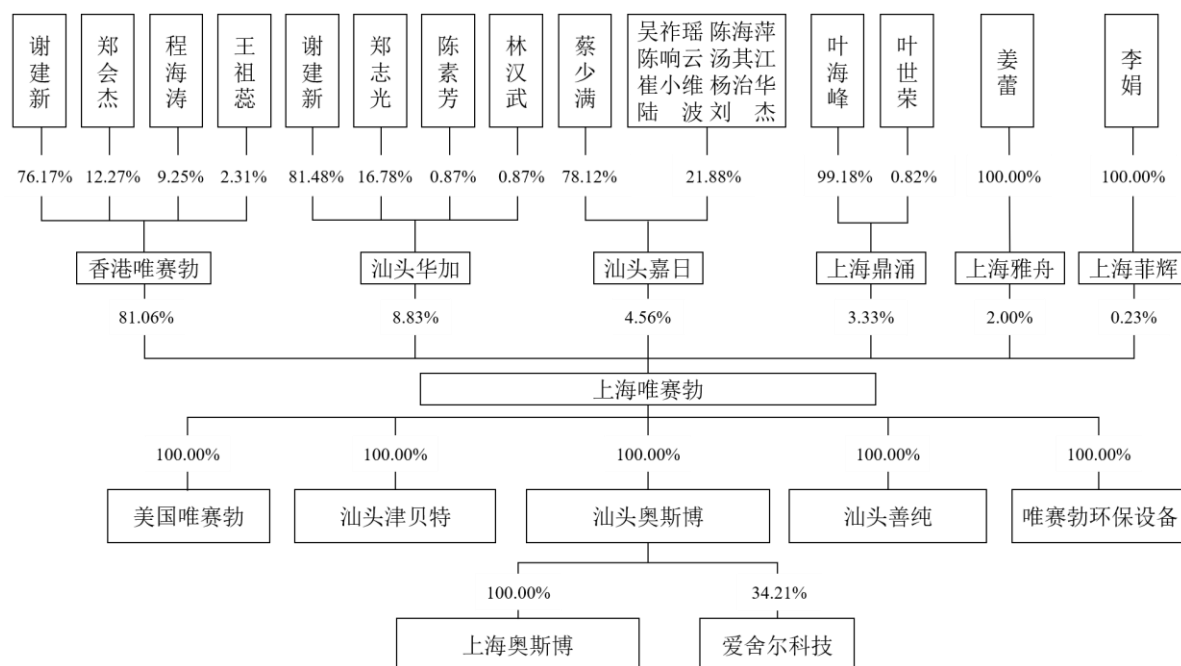 谢建新
郑会杰
程海涛
王祖蕊
谢建新
郑志光
陈素芳
林汉武
蔡少满
吴祚瑶 陈海萍
陈响云 汤其江
崔小维 杨治华
陆 波 刘 杰
叶海峰
叶世荣
姜蕾
李娟
76.17% 12.27% 9.25% 2.31% 81.48% 16.78% 0.87% 0.87% 78.12% 21.88% 99.18% 0.82% 100.00% 100.00%
香港唯赛勃 汕头华加 汕头嘉日 上海鼎涌 上海雅舟 上海菲辉
81.06% 8.83% 4.56% 3.33% 2.00% 0.23%
上海唯赛勃
100.00% 100.00% 100.00% 100.00% 100.00%
美国唯赛勃 汕头津贝特 汕头奥斯博 汕头善纯 唯赛勃环保设备
100.00% 34.21%
上海奥斯博 爱舍尔科技